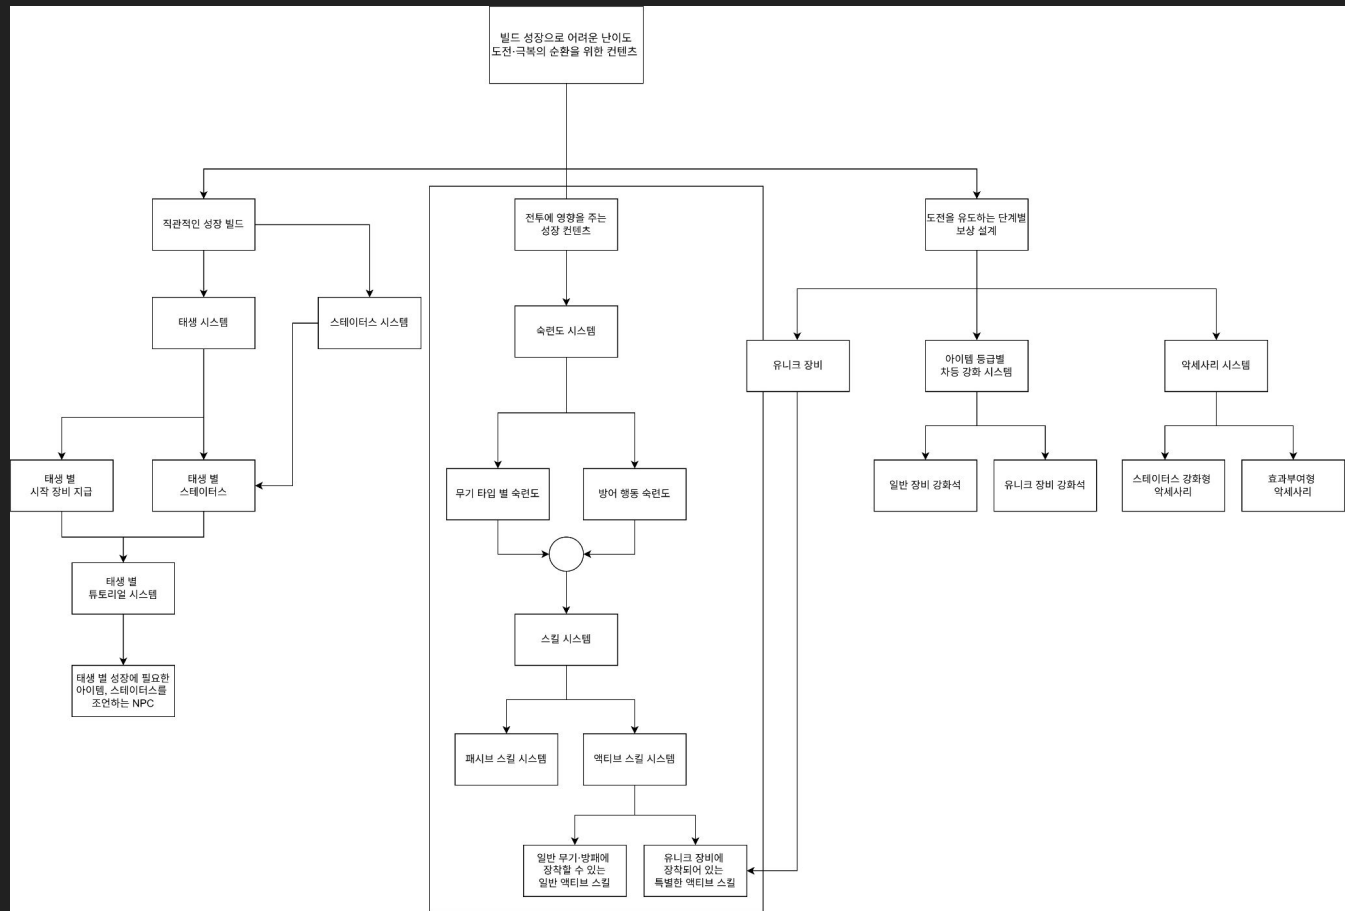 빌드 성장으로 어려운 난이도
도전·극복의 순환을 위한 컨텐츠
직관적인 성장 빌드
전투에 영향을 주는
성장 컨텐츠
도전을 유도하는 단계별
보상 설계
태생 시스템
스테이터스 시스템
숙련도 시스템
유니크 장비
아이템 등급별
차등 강화 시스템
악세사리 시스템
태생 별
시작 장비 지급
태생 별
스테이터스
무기 타입 별 숙련도
방어 행동 숙련도
일반 장비 강화석
유니크 장비 강화석
스테이터스 강화형
악세사리
효과부여형
악세사리
태생 별
튜토리얼 시스템
스킬 시스템
태생 별 성장에 필요한
아이템, 스테이터스를
조언하는 NPC
패시브 스킬 시스템
액티브 스킬 시스템
일반 무기·방패에
장착할 수 있는
일반 액티브 스킬
유니크 장비에
장착되어 있는
특별한 액티브 스킬